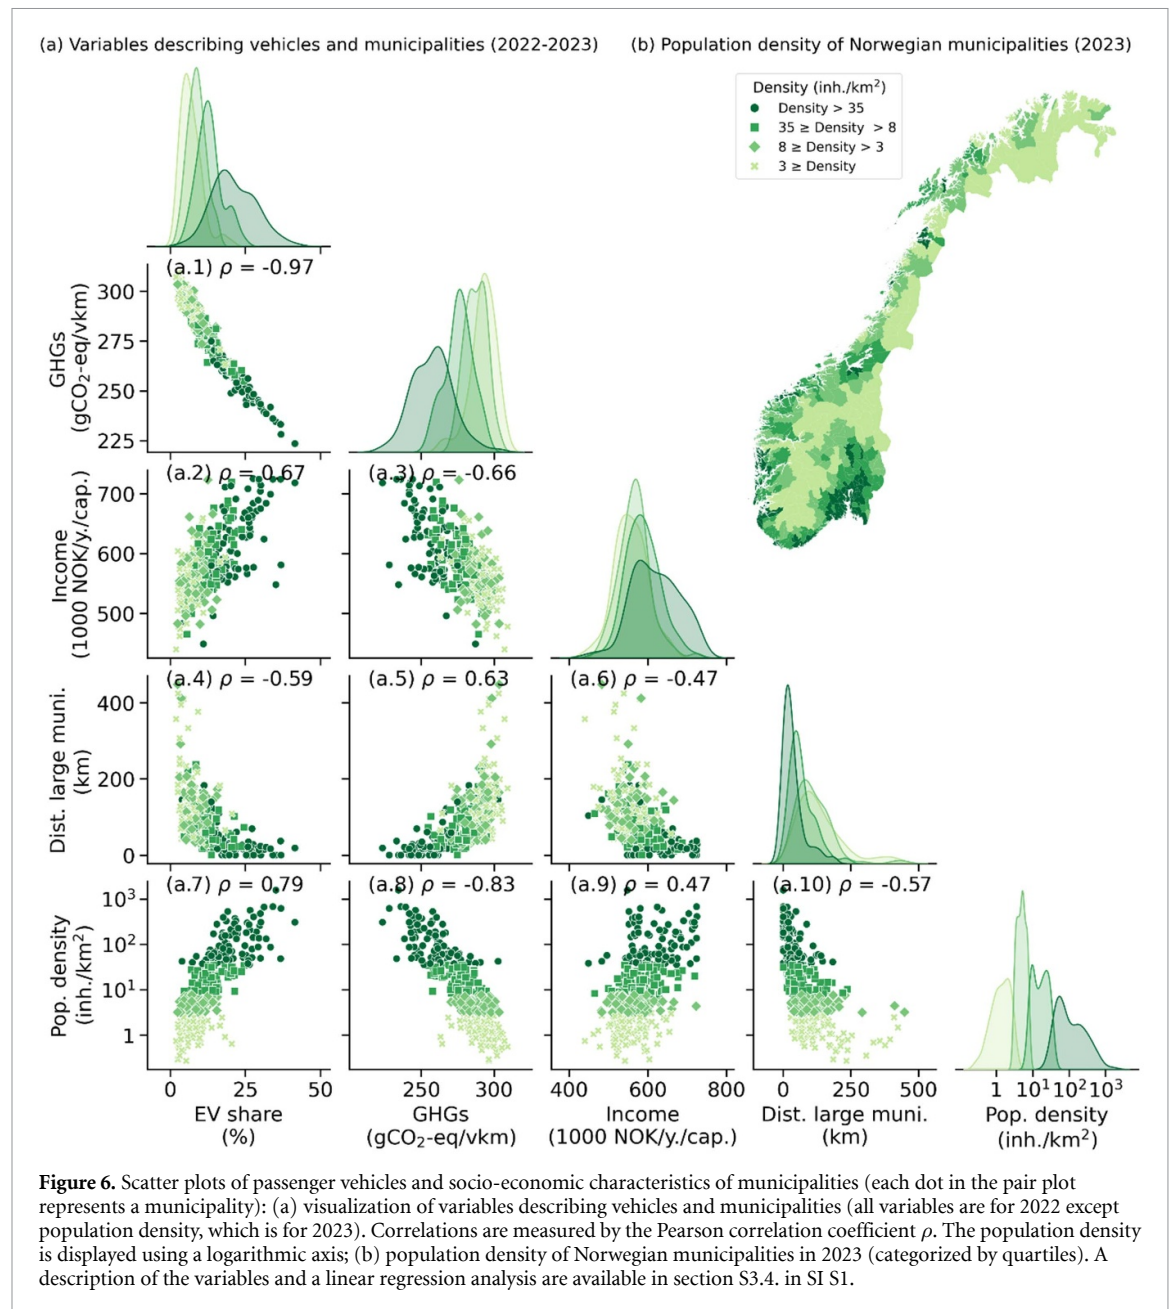 (a) Variables describing vehicles and municipalities (2022-2023)
(b) Population density of Norwegian municipalities (2023)
Density (inh./km²)
Density > 35
35 ≥ Density > 8
8 ≥ Density > 3
3 ≥ Density
(a.1) ρ = -0.97
300
275
250
225
GHGs
(gCO₂-eq/vkm)
(a.2) ρ = 0.67
(a.3) ρ = -0.66
700
600
500
Income
(1000 NOK/y./cap.)
(a.4) ρ = -0.59
(a.5) ρ = 0.63
(a.6) ρ = -0.47
400
200
0
Dist. large muni.
(km)
400 600 800
(a.7) ρ = 0.79
(a.8) ρ = -0.83
(a.9) ρ = 0.47
(a.10) ρ = -0.57
10³
10²
10¹
1
Pop. density
(inh./km²)
0 25 50
250 300
400 600 800
0 250 500
1 10¹ 10² 10³
EV share
(%)
GHGs
(gCO₂-eq/vkm)
Income
(1000 NOK/y./cap.)
Dist. large muni.
(km)
Pop. density
(inh./km²)
Figure 6. Scatter plots of passenger vehicles and socio-economic characteristics of municipalities (each dot in the pair plot
represents a municipality): (a) visualization of variables describing vehicles and municipalities (all variables are for 2022 except
population density, which is for 2023). Correlations are measured by the Pearson correlation coefficient ρ. The population density
is displayed using a logarithmic axis; (b) population density of Norwegian municipalities in 2023 (categorized by quartiles). A
description of the variables and a linear regression analysis are available in section S3.4. in SI S1.